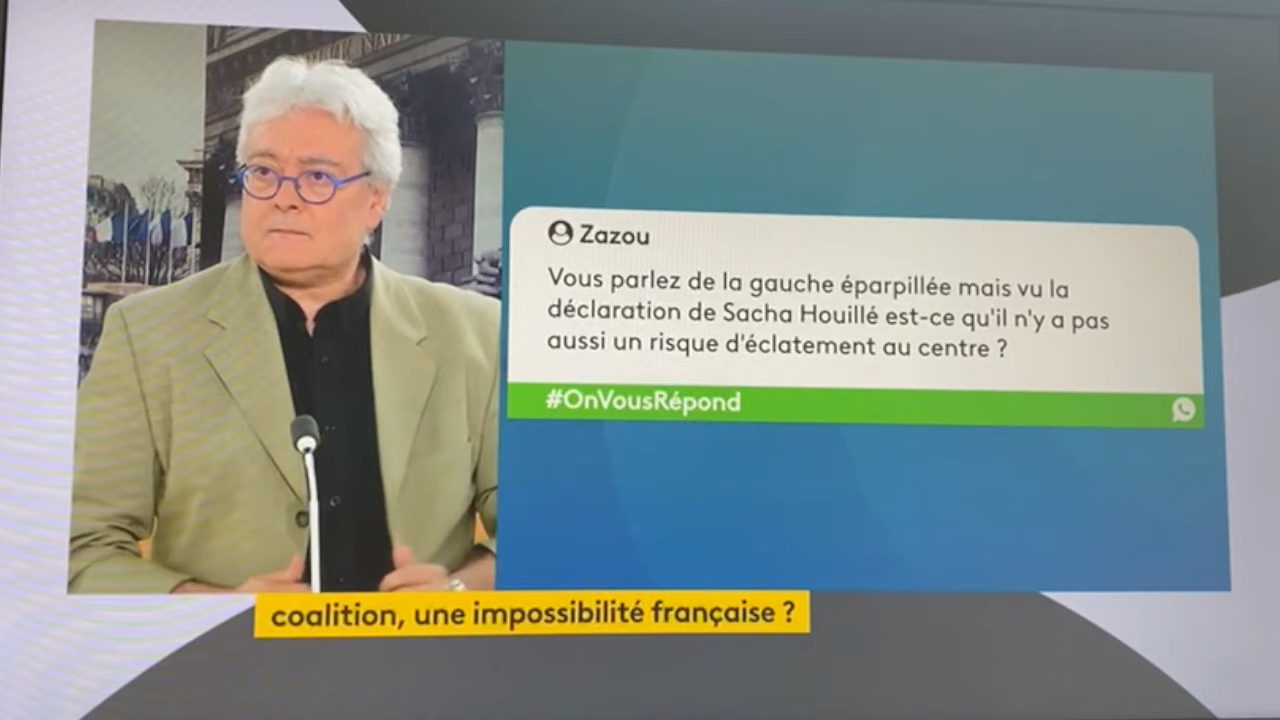 Zazou
Vous parlez de la gauche éparpillée mais vu la
déclaration de Sacha Houillé est-ce qu'il n'y a pas
aussi un risque d'éclatement au centre ?
#OnVousRépond
coalition, une impossibilité française ?